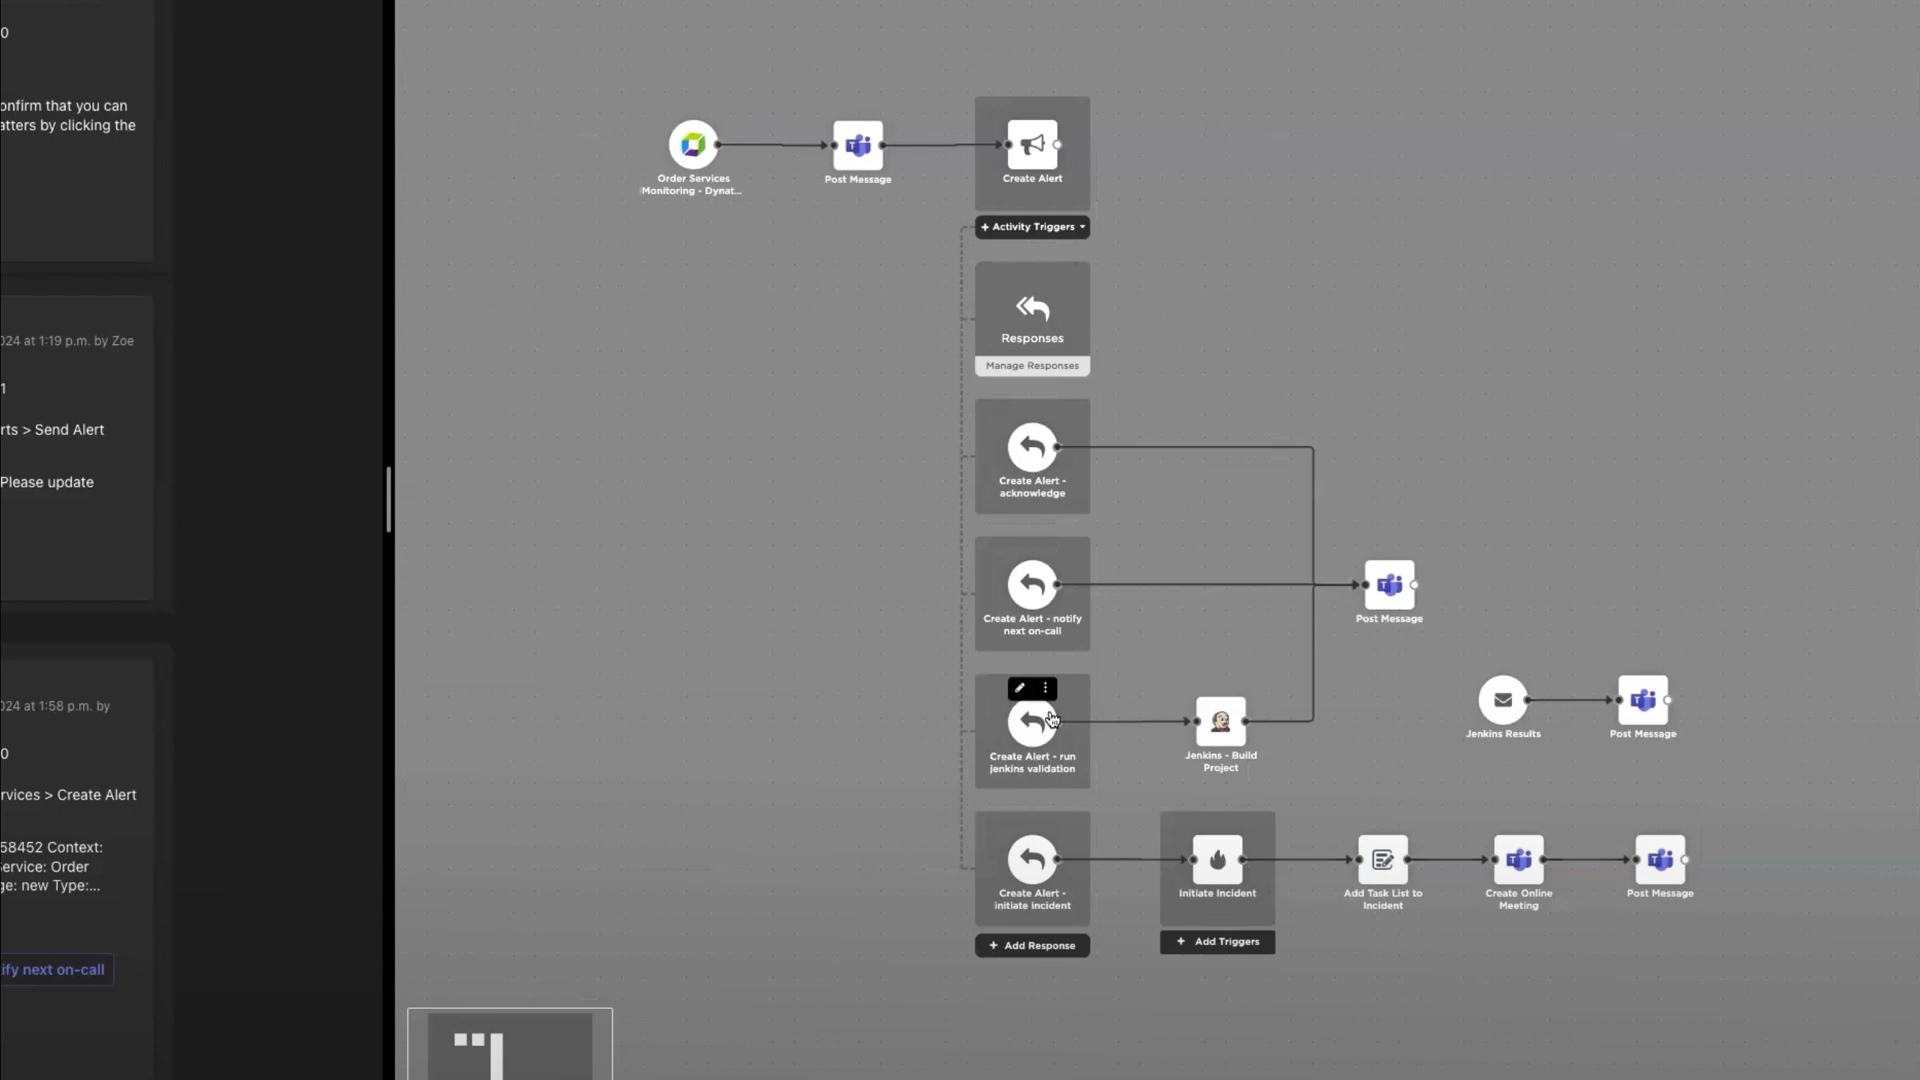 0
onfirm that you can
atters by clicking the
024 at 1:19 p.m. by Zoe
1
rts > Send Alert
Please update
024 at 1:58 p.m. by
0
rvices > Create Alert
58452 Context:
ervice: Order
ge: new Type:...
ify next on-call
Order Services
Monitoring - Dynat...
Post Message
Create Alert
+ Activity Triggers
Responses
Manage Responses
Create Alert -
acknowledge
Create Alert - notify
next on-call
Post Message
Create Alert - run
jenkins validation
Jenkins - Build
Project
Jenkins Results
Post Message
Create Alert -
initiate incident
+ Add Response
Initiate Incident
+ Add Triggers
Add Task List to
Incident
Create Online
Meeting
Post Message